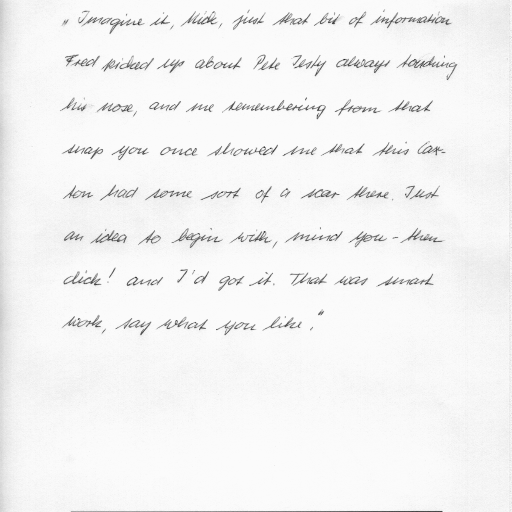 „Imagine it, Mick, just that bit of information
Fred picked up about Pete Testy always touching
his nose, and me remembering from that
snap you once showed me that this Cax-
ton had some sort of a scar there. Just
an idea to begin with, mind you - then
click! and I'd got it. That was smart
work, say what you like."